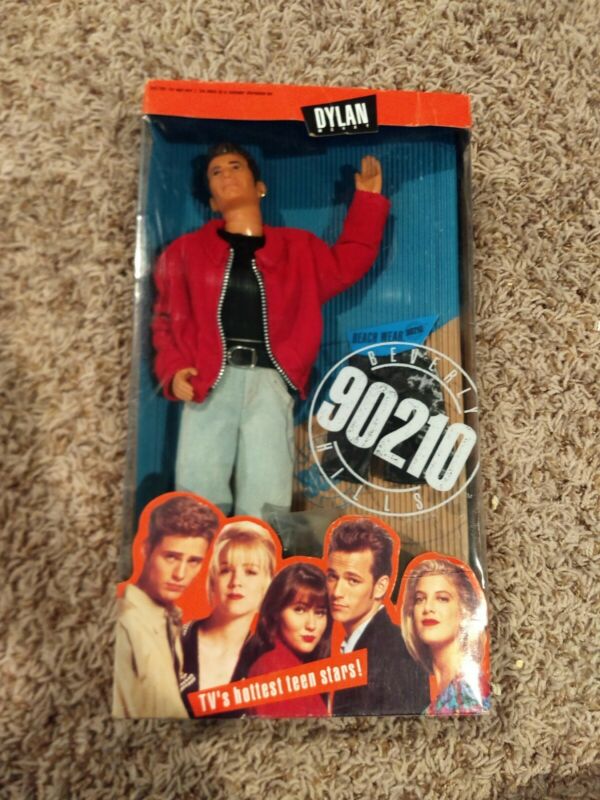 DYLAN
BEACH WEAR
BEVERLY
90210
HILLS
TV's hottest teen stars!